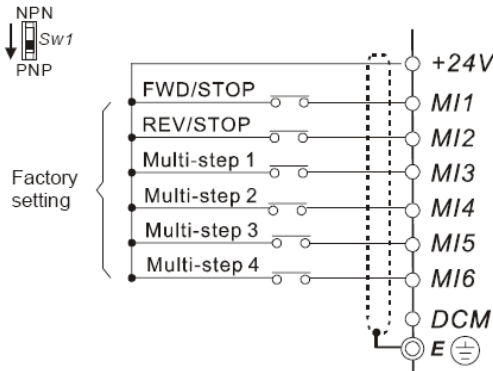 NPN
Sw1
PNP
+24V
FWD/STOP
MI1
REV/STOP
MI2
Multi-step 1
MI3
Factory
setting
Multi-step 2
MI4
Multi-step 3
MI5
Multi-step 4
MI6
DCM
E